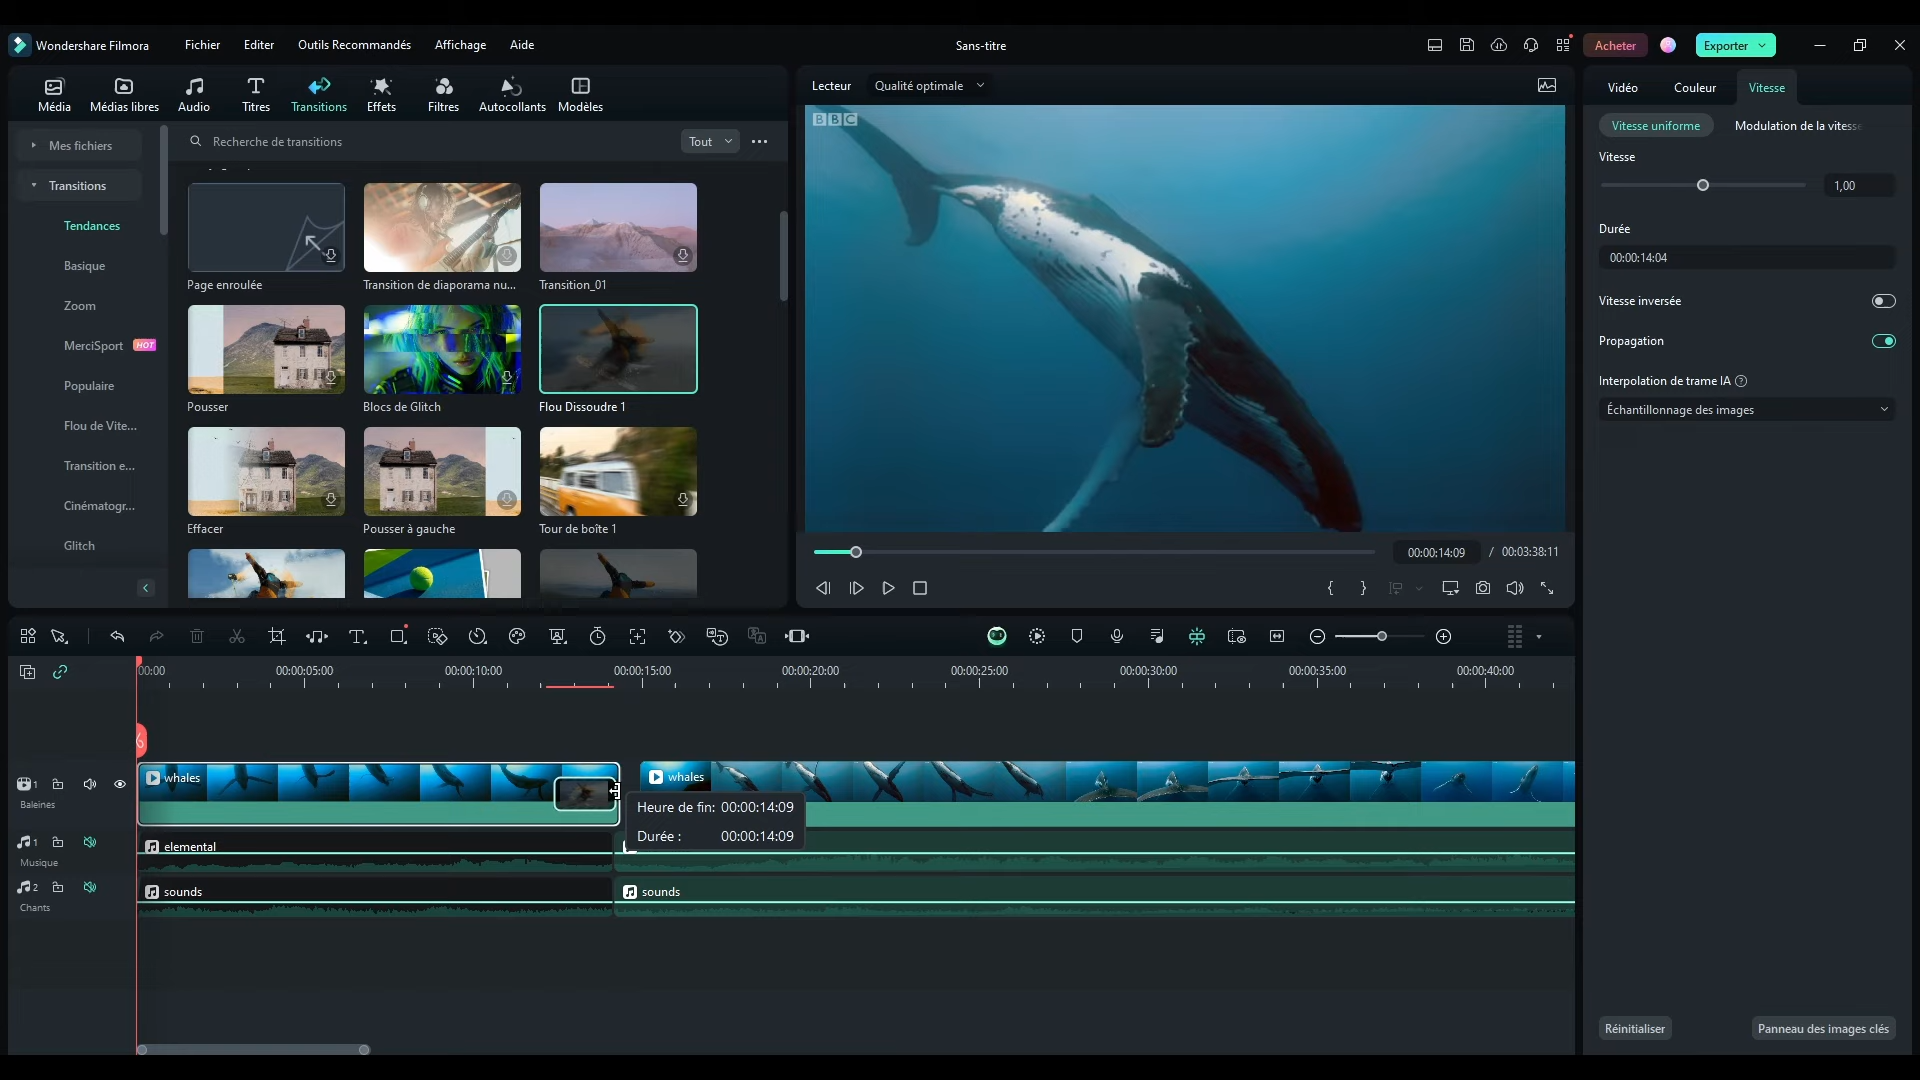 Wondershare Filmora
Fichier
Editer
Outils Recommandés
Affichage
Aide
Sans-titre
Acheter
Exporter
Média
Médias libres
Audio
Titres
Transitions
Effets
Filtres
Autocollants
Modèles
Lecteur
Qualité optimale
Vidéo
Couleur
Vitesse
Mes fichiers
Recherche de transitions
Tout
BBC
Vitesse uniforme
Modulation de la vitesse
Transitions
Vitesse
1,00
Tendances
Basique
Zoom
MerciSport HOT
Populaire
Flou de Vite...
Transition e...
Cinématogr...
Glitch
Page enroulée
Transition de diaporama nu...
Transition_01
Pousser
Blocs de Glitch
Flou Dissoudre 1
Effacer
Pousser à gauche
Tour de boîte 1
Durée
00:00:14:04
Vitesse inversée
Propagation
Interpolation de trame IA
Échantillonnage des images
00:00:14:09 / 00:03:38:11
00:00
00:00:05:00
00:00:10:00
00:00:15:00
00:00:20:00
00:00:25:00
00:00:30:00
00:00:35:00
00:00:40:00
1
Baleines
whales
whales
Heure de fin: 00:00:14:09
Durée : 00:00:14:09
1
Musique
elemental
2
Chants
sounds
sounds
Réinitialiser
Panneau des images clés